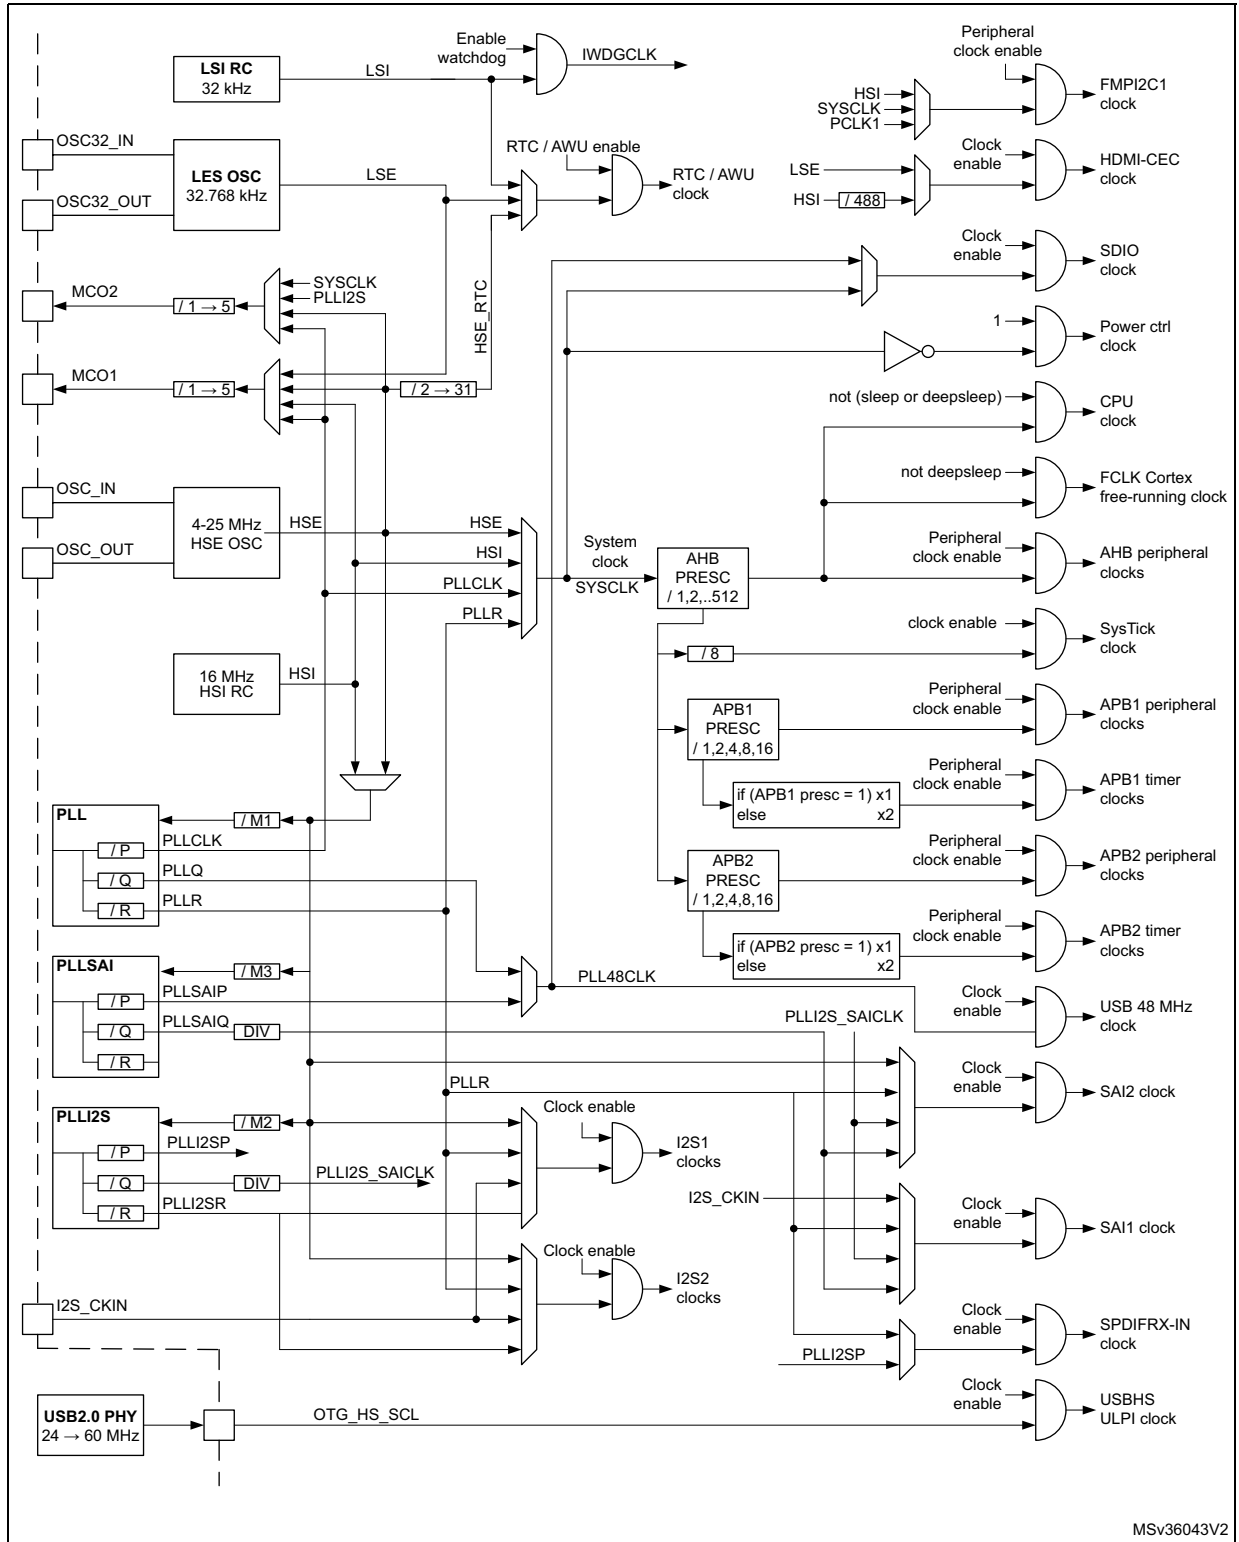 Enable
watchdog
IWDGCLK
LSI RC
32 kHz
LSI
Peripheral
clock enable
FMPI2C1
clock
HSI
SYSCLK
PCLK1
OSC32_IN
OSC32_OUT
LES OSC
32.768 kHz
LSE
RTC / AWU enable
RTC / AWU
clock
LSE
HSI
/ 488
Clock
enable
HDMI-CEC
clock
Clock
enable
SDIO
clock
MCO2
/ 1 → 5
SYSCLK
PLLI2S
HSE_RTC
1
Power ctrl
clock
MCO1
/ 1 → 5
/ 2 → 31
not (sleep or deepsleep)
CPU
clock
OSC_IN
OSC_OUT
4-25 MHz
HSE OSC
HSE
HSE
HSI
PLLCLK
PLLR
System
clock
SYSCLK
AHB
PRESC
/ 1,2,..512
not deepsleep
FCLK Cortex
free-running clock
Peripheral
clock enable
AHB peripheral
clocks
clock enable
SysTick
clock
/ 8
16 MHz
HSI RC
HSI
APB1
PRESC
/ 1,2,4,8,16
Peripheral
clock enable
APB1 peripheral
clocks
if (APB1 presc = 1) x1
else x2
Peripheral
clock enable
APB1 timer
clocks
PLL
/ M1
/ P
PLLCLK
/ Q
PLLQ
/ R
PLLR
APB2
PRESC
/ 1,2,4,8,16
Peripheral
clock enable
APB2 peripheral
clocks
if (APB2 presc = 1) x1
else x2
Peripheral
clock enable
APB2 timer
clocks
PLLSAI
/ M3
/ P
PLLSAIP
/ Q
PLLSAIQ
DIV
/ R
PLL48CLK
Clock
enable
USB 48 MHz
clock
PLLI2S_SAICLK
PLLR
Clock
enable
SAI2 clock
PLLI2S
/ M2
/ P
PLLI2SP
/ Q
DIV
PLLI2S_SAICLK
/ R
PLLI2SR
Clock enable
I2S1
clocks
I2S_CKIN
Clock
enable
SAI1 clock
Clock enable
I2S2
clocks
I2S_CKIN
PLLI2SP
Clock
enable
SPDIFRX-IN
clock
USB2.0 PHY
24 → 60 MHz
OTG_HS_SCL
Clock
enable
USBHS
ULPI clock
MSv36043V2